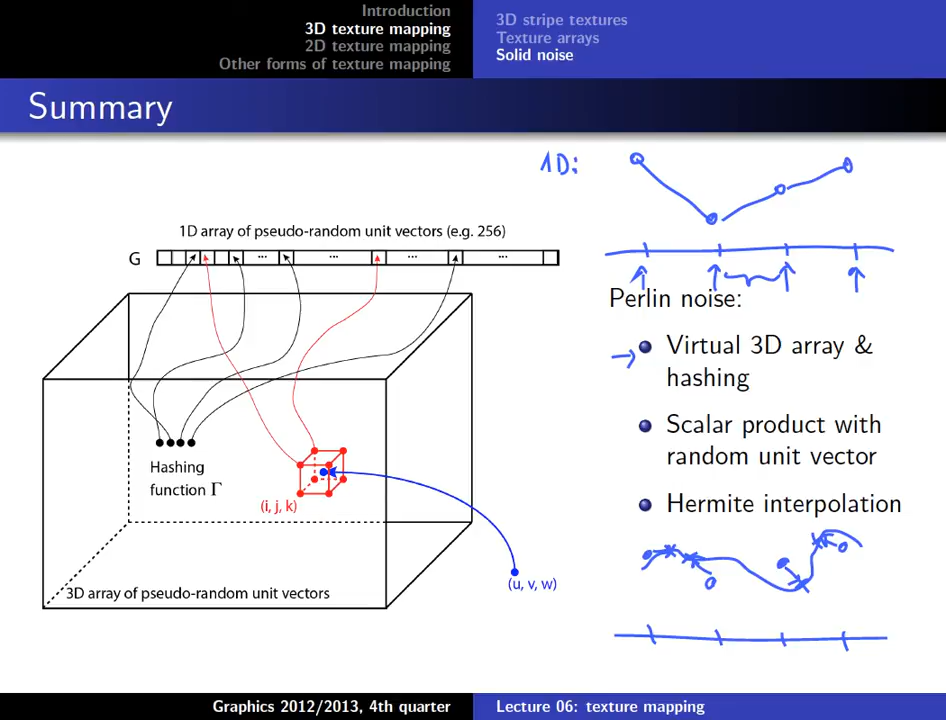 Introduction
3D texture mapping
2D texture mapping
Other forms of texture mapping
3D stripe textures
Texture arrays
Solid noise
Summary
1D:
1D array of pseudo-random unit vectors (e.g. 256)
G
... ... ... ...
Perlin noise:
Virtual 3D array &
hashing
Scalar product with
random unit vector
Hermite interpolation
Hashing
function Γ
(i, j, k)
(u, v, w)
3D array of pseudo-random unit vectors
Graphics 2012/2013, 4th quarter
Lecture 06: texture mapping